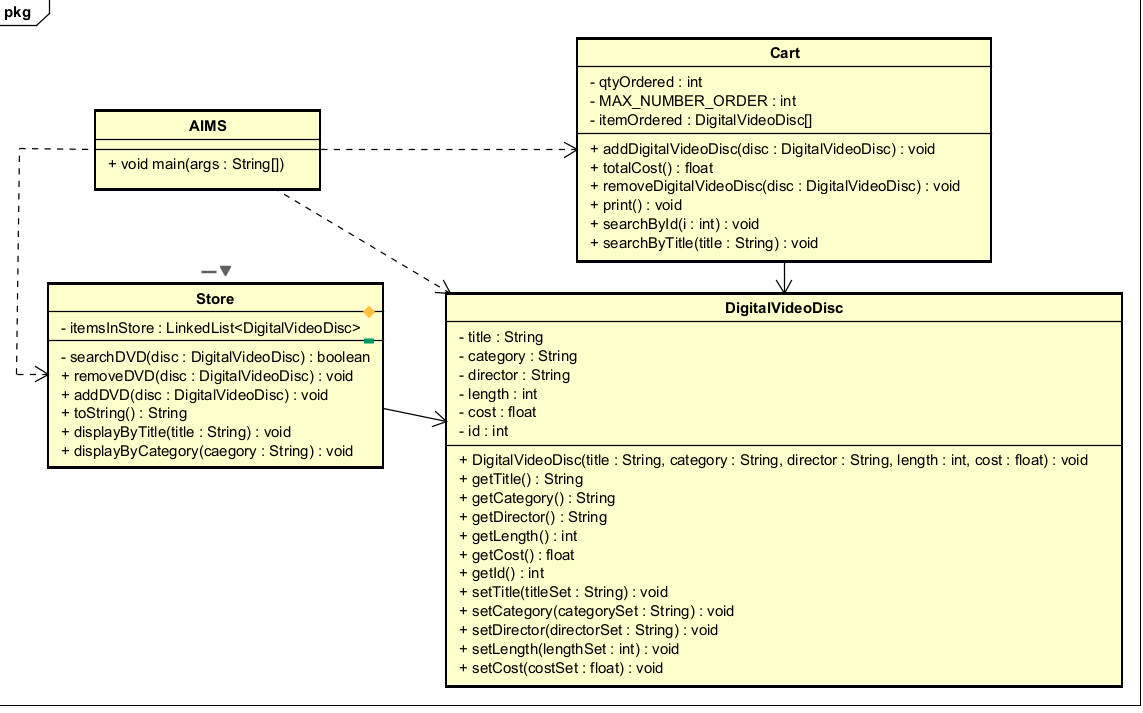 pkg
Cart
- qtyOrdered : int
- MAX_NUMBER_ORDER : int
- itemOrdered : DigitalVideoDisc[]
+ addDigitalVideoDisc(disc : DigitalVideoDisc) : void
+ totalCost() : float
+ removeDigitalVideoDisc(disc : DigitalVideoDisc) : void
+ print() : void
+ searchById(i : int) : void
+ searchByTitle(title : String) : void
AIMS
+ void main(args : String[])
Store
- itemsInStore : LinkedList<DigitalVideoDisc>
- searchDVD(disc : DigitalVideoDisc) : boolean
+ removeDVD(disc : DigitalVideoDisc) : void
+ addDVD(disc : DigitalVideoDisc) : void
+ toString() : String
+ displayByTitle(title : String) : void
+ displayByCategory(caegory : String) : void
DigitalVideoDisc
- title : String
- category : String
- director : String
- length : int
- cost : float
- id : int
+ DigitalVideoDisc(title : String, category : String, director : String, length : int, cost : float) : void
+ getTitle() : String
+ getCategory() : String
+ getDirector() : String
+ getLength() : int
+ getCost() : float
+ getId() : int
+ setTitle(titleSet : String) : void
+ setCategory(categorySet : String) : void
+ setDirector(directorSet : String) : void
+ setLength(lengthSet : int) : void
+ setCost(costSet : float) : void